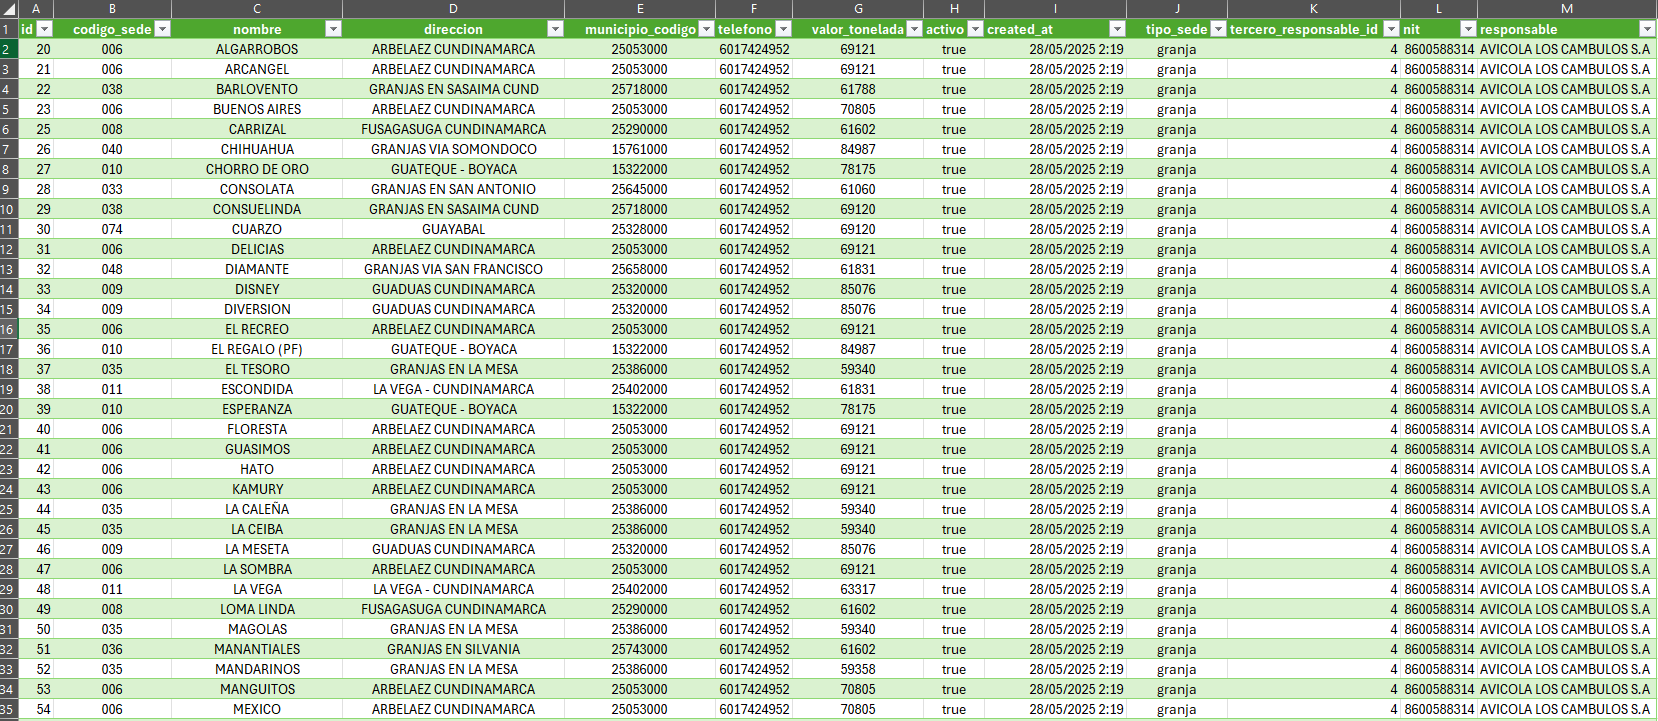 A B C D E F G H I J K L M
1 id codigo_sede nombre direccion municipio_codigo telefono valor_tonelada activo created_at tipo_sede tercero_responsable_id nit responsable
2 20 006 ALGARROBOS ARBELAEZ CUNDINAMARCA 25053000 6017424952 69121 true 28/05/2025 2:19 granja 4 8600588314 AVICOLA LOS CAMBULOS S.A
3 21 006 ARCANGEL ARBELAEZ CUNDINAMARCA 25053000 6017424952 69121 true 28/05/2025 2:19 granja 4 8600588314 AVICOLA LOS CAMBULOS S.A
4 22 038 BARLOVENTO GRANJAS EN SASAIMA CUND 25718000 6017424952 61788 true 28/05/2025 2:19 granja 4 8600588314 AVICOLA LOS CAMBULOS S.A
5 23 006 BUENOS AIRES ARBELAEZ CUNDINAMARCA 25053000 6017424952 70805 true 28/05/2025 2:19 granja 4 8600588314 AVICOLA LOS CAMBULOS S.A
6 25 008 CARRIZAL FUSAGASUGA CUNDINAMARCA 25290000 6017424952 61602 true 28/05/2025 2:19 granja 4 8600588314 AVICOLA LOS CAMBULOS S.A
7 26 040 CHIHUAHUA GRANJAS VIA SOMONDOCO 15761000 6017424952 84987 true 28/05/2025 2:19 granja 4 8600588314 AVICOLA LOS CAMBULOS S.A
8 27 010 CHORRO DE ORO GUATEQUE - BOYACA 15322000 6017424952 78175 true 28/05/2025 2:19 granja 4 8600588314 AVICOLA LOS CAMBULOS S.A
9 28 033 CONSOLATA GRANJAS EN SAN ANTONIO 25645000 6017424952 61060 true 28/05/2025 2:19 granja 4 8600588314 AVICOLA LOS CAMBULOS S.A
10 29 038 CONSUELINDA GRANJAS EN SASAIMA CUND 25718000 6017424952 69120 true 28/05/2025 2:19 granja 4 8600588314 AVICOLA LOS CAMBULOS S.A
11 30 074 CUARZO GUAYABAL 25328000 6017424952 69120 true 28/05/2025 2:19 granja 4 8600588314 AVICOLA LOS CAMBULOS S.A
12 31 006 DELICIAS ARBELAEZ CUNDINAMARCA 25053000 6017424952 69121 true 28/05/2025 2:19 granja 4 8600588314 AVICOLA LOS CAMBULOS S.A
13 32 048 DIAMANTE GRANJAS VIA SAN FRANCISCO 25658000 6017424952 61831 true 28/05/2025 2:19 granja 4 8600588314 AVICOLA LOS CAMBULOS S.A
14 33 009 DISNEY GUADUAS CUNDINAMARCA 25320000 6017424952 85076 true 28/05/2025 2:19 granja 4 8600588314 AVICOLA LOS CAMBULOS S.A
15 34 009 DIVERSION GUADUAS CUNDINAMARCA 25320000 6017424952 85076 true 28/05/2025 2:19 granja 4 8600588314 AVICOLA LOS CAMBULOS S.A
16 35 006 EL RECREO ARBELAEZ CUNDINAMARCA 25053000 6017424952 69121 true 28/05/2025 2:19 granja 4 8600588314 AVICOLA LOS CAMBULOS S.A
17 36 010 EL REGALO (PF) GUATEQUE - BOYACA 15322000 6017424952 84987 true 28/05/2025 2:19 granja 4 8600588314 AVICOLA LOS CAMBULOS S.A
18 37 035 EL TESORO GRANJAS EN LA MESA 25386000 6017424952 59340 true 28/05/2025 2:19 granja 4 8600588314 AVICOLA LOS CAMBULOS S.A
19 38 011 ESCONDIDA LA VEGA - CUNDINAMARCA 25402000 6017424952 61831 true 28/05/2025 2:19 granja 4 8600588314 AVICOLA LOS CAMBULOS S.A
20 39 010 ESPERANZA GUATEQUE - BOYACA 15322000 6017424952 78175 true 28/05/2025 2:19 granja 4 8600588314 AVICOLA LOS CAMBULOS S.A
21 40 006 FLORESTA ARBELAEZ CUNDINAMARCA 25053000 6017424952 69121 true 28/05/2025 2:19 granja 4 8600588314 AVICOLA LOS CAMBULOS S.A
22 41 006 GUASIMOS ARBELAEZ CUNDINAMARCA 25053000 6017424952 69121 true 28/05/2025 2:19 granja 4 8600588314 AVICOLA LOS CAMBULOS S.A
23 42 006 HATO ARBELAEZ CUNDINAMARCA 25053000 6017424952 69121 true 28/05/2025 2:19 granja 4 8600588314 AVICOLA LOS CAMBULOS S.A
24 43 006 KAMURY ARBELAEZ CUNDINAMARCA 25053000 6017424952 69121 true 28/05/2025 2:19 granja 4 8600588314 AVICOLA LOS CAMBULOS S.A
25 44 035 LA CALEÑA GRANJAS EN LA MESA 25386000 6017424952 59340 true 28/05/2025 2:19 granja 4 8600588314 AVICOLA LOS CAMBULOS S.A
26 45 035 LA CEIBA GRANJAS EN LA MESA 25386000 6017424952 59340 true 28/05/2025 2:19 granja 4 8600588314 AVICOLA LOS CAMBULOS S.A
27 46 009 LA MESETA GUADUAS CUNDINAMARCA 25320000 6017424952 85076 true 28/05/2025 2:19 granja 4 8600588314 AVICOLA LOS CAMBULOS S.A
28 47 006 LA SOMBRA ARBELAEZ CUNDINAMARCA 25053000 6017424952 69121 true 28/05/2025 2:19 granja 4 8600588314 AVICOLA LOS CAMBULOS S.A
29 48 011 LA VEGA LA VEGA - CUNDINAMARCA 25402000 6017424952 63317 true 28/05/2025 2:19 granja 4 8600588314 AVICOLA LOS CAMBULOS S.A
30 49 008 LOMA LINDA FUSAGASUGA CUNDINAMARCA 25290000 6017424952 61602 true 28/05/2025 2:19 granja 4 8600588314 AVICOLA LOS CAMBULOS S.A
31 50 035 MAGOLAS GRANJAS EN LA MESA 25386000 6017424952 59340 true 28/05/2025 2:19 granja 4 8600588314 AVICOLA LOS CAMBULOS S.A
32 51 036 MANANTIALES GRANJAS EN SILVANIA 25743000 6017424952 61602 true 28/05/2025 2:19 granja 4 8600588314 AVICOLA LOS CAMBULOS S.A
33 52 035 MANDARINOS GRANJAS EN LA MESA 25386000 6017424952 59358 true 28/05/2025 2:19 granja 4 8600588314 AVICOLA LOS CAMBULOS S.A
34 53 006 MANGUITOS ARBELAEZ CUNDINAMARCA 25053000 6017424952 70805 true 28/05/2025 2:19 granja 4 8600588314 AVICOLA LOS CAMBULOS S.A
35 54 006 MEXICO ARBELAEZ CUNDINAMARCA 25053000 6017424952 70805 true 28/05/2025 2:19 granja 4 8600588314 AVICOLA LOS CAMBULOS S.A